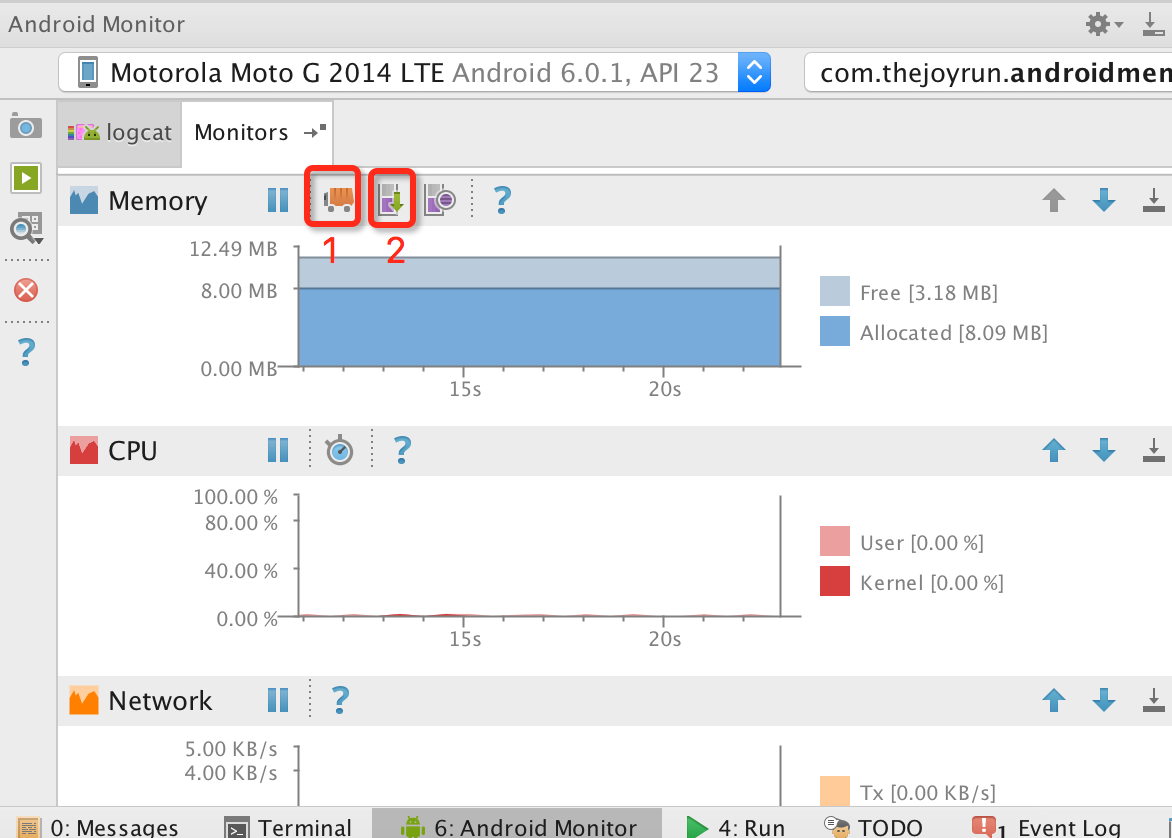 Android Monitor
Motorola Moto G 2014 LTE Android 6.0.1, API 23
com.thejoyrun.androidmem
logcat
Monitors
Memory
?
1
2
12.49 MB
8.00 MB
0.00 MB
15s
20s
Free [3.18 MB]
Allocated [8.09 MB]
?
CPU
?
100.00 %
80.00 %
40.00 %
0.00 %
15s
20s
User [0.00 %]
Kernel [0.00 %]
Network
?
5.00 KB/s
4.00 KB/s
Tx [0.00 KB/s]
0: Messages
Terminal
6: Android Monitor
4: Run
TODO
1 Event Log